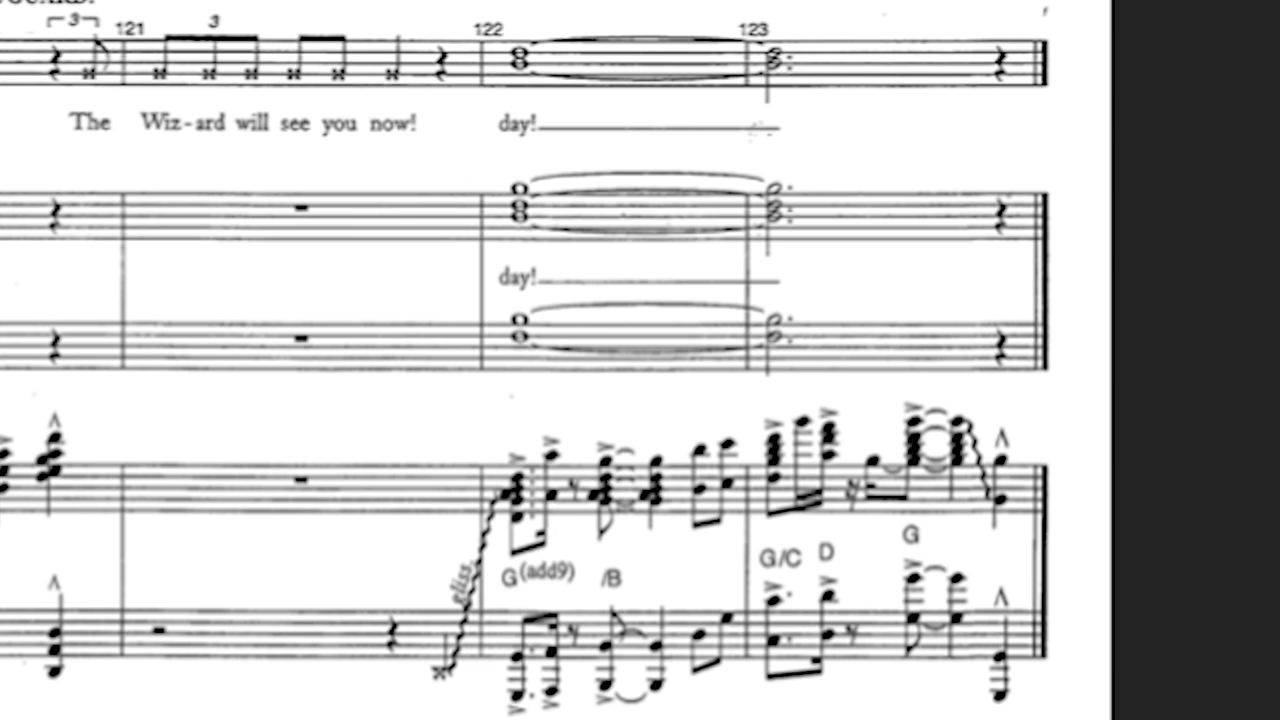 3 121 3 122 123
The Wiz-ard will see you now! day!
day!
G/C D G
gliss. G(add9) /B